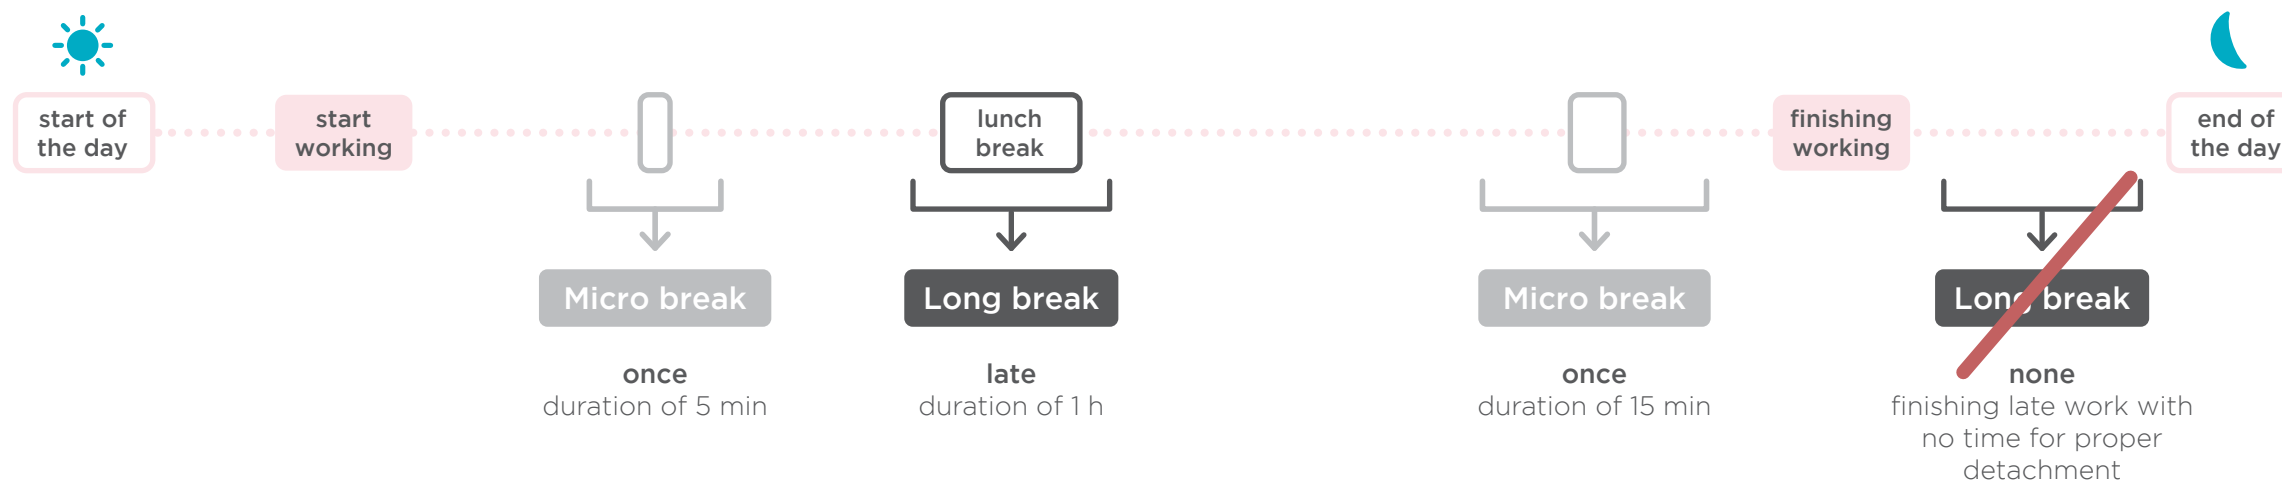 start of
the day
start
working
lunch
break
finishing
working
end of
the day
Micro break
Long break
Micro break
Long break
once
duration of 5 min
late
duration of 1 h
once
duration of 15 min
none
finishing late work with
no time for proper
detachment